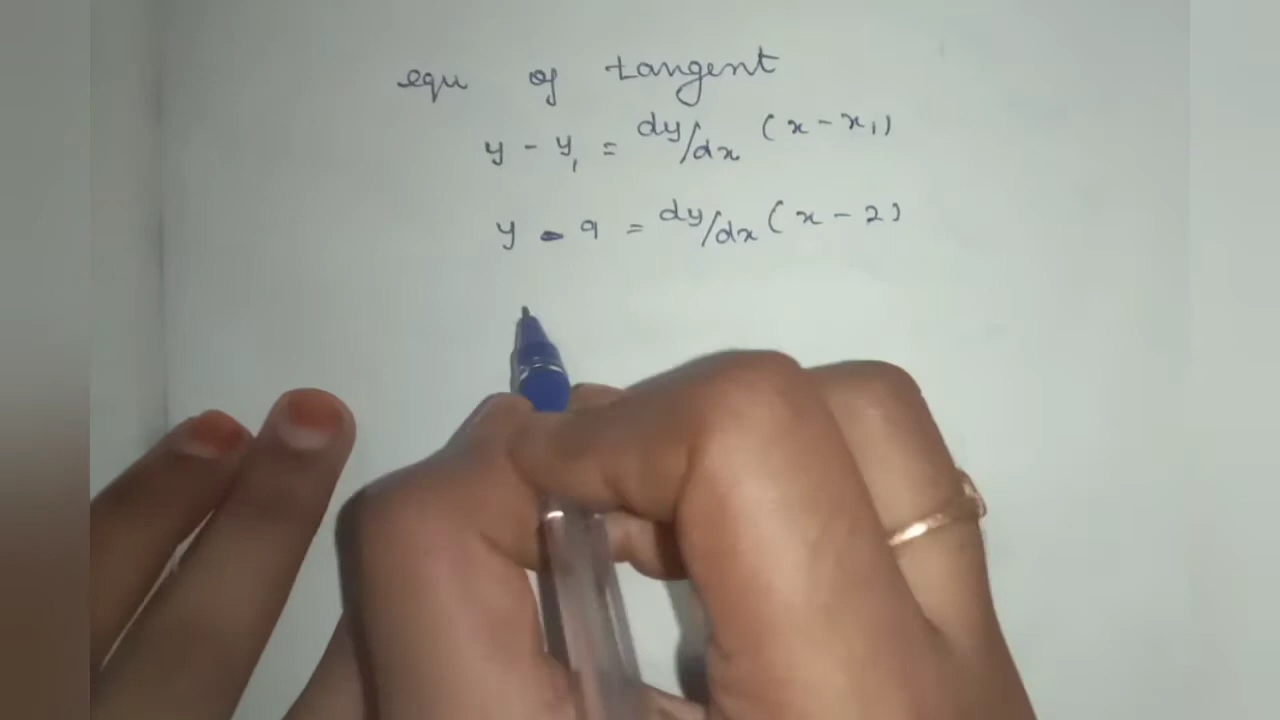 equ of tangent
y - y₁ = dy/dx (x - x₁)
y - 9 = dy/dx (x - 2)